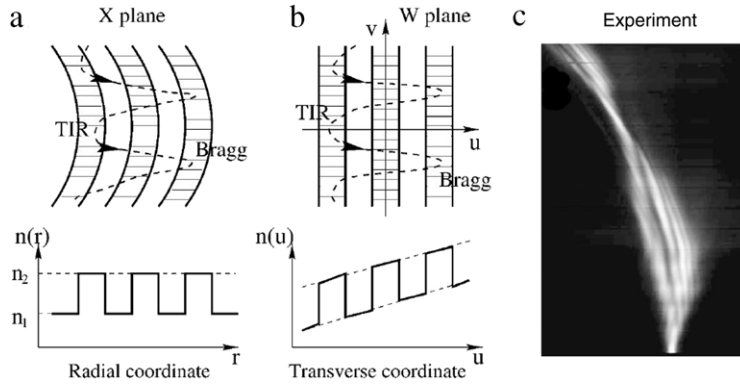 a
X plane
TIR
Bragg
n(r)
n2
n1
r
Radial coordinate
b
W plane
v
TIR
u
Bragg
n(u)
u
Transverse coordinate
c
Experiment